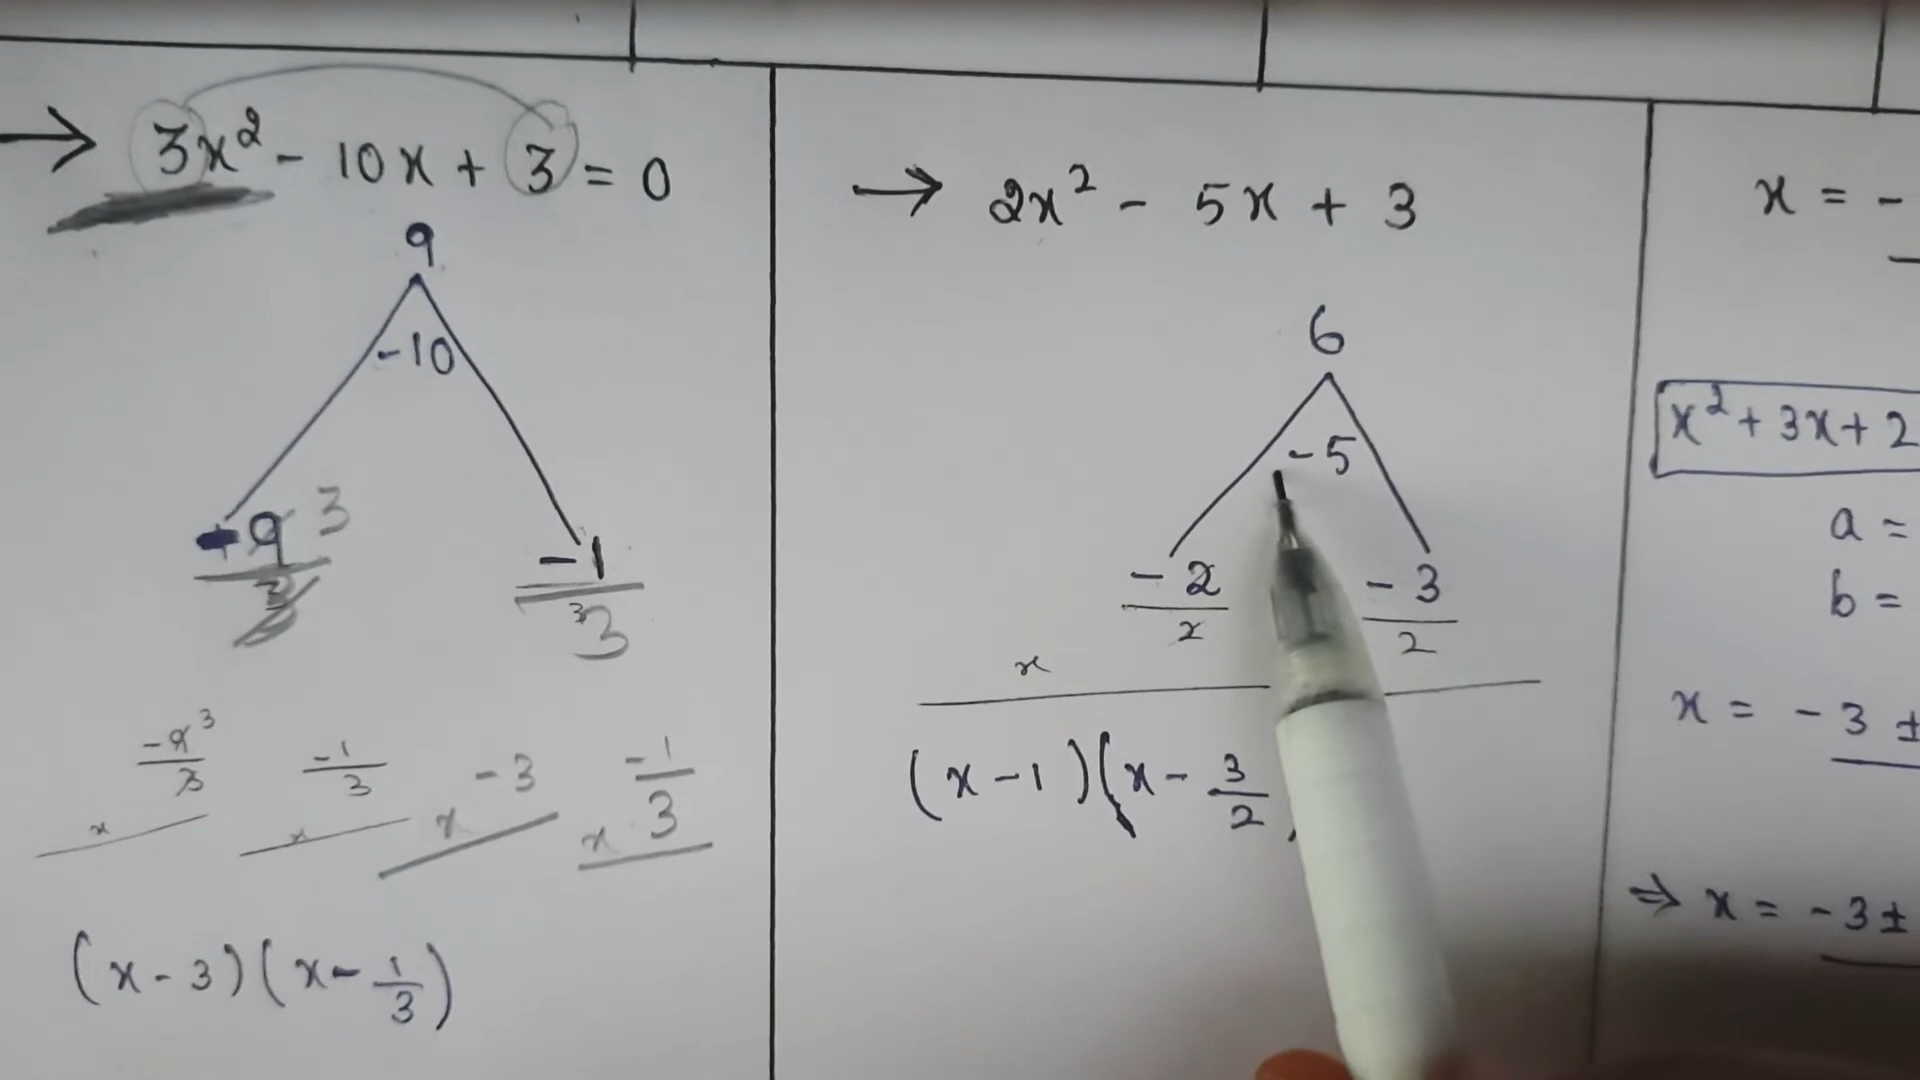 → 3x² - 10x + 3 = 0
9
-10
-9 3
3
-1
3
3
-9 3
3
x
-1
3
x
-3
x
-1
3
x
(x - 3)(x - 1/3)
→ 2x² - 5x + 3
6
-5
-2
2
-3
2
x
(x - 1)(x - 3/2)
x = -
x² + 3x + 2
a =
b =
x = -3 ±
⇒ x = -3 ±